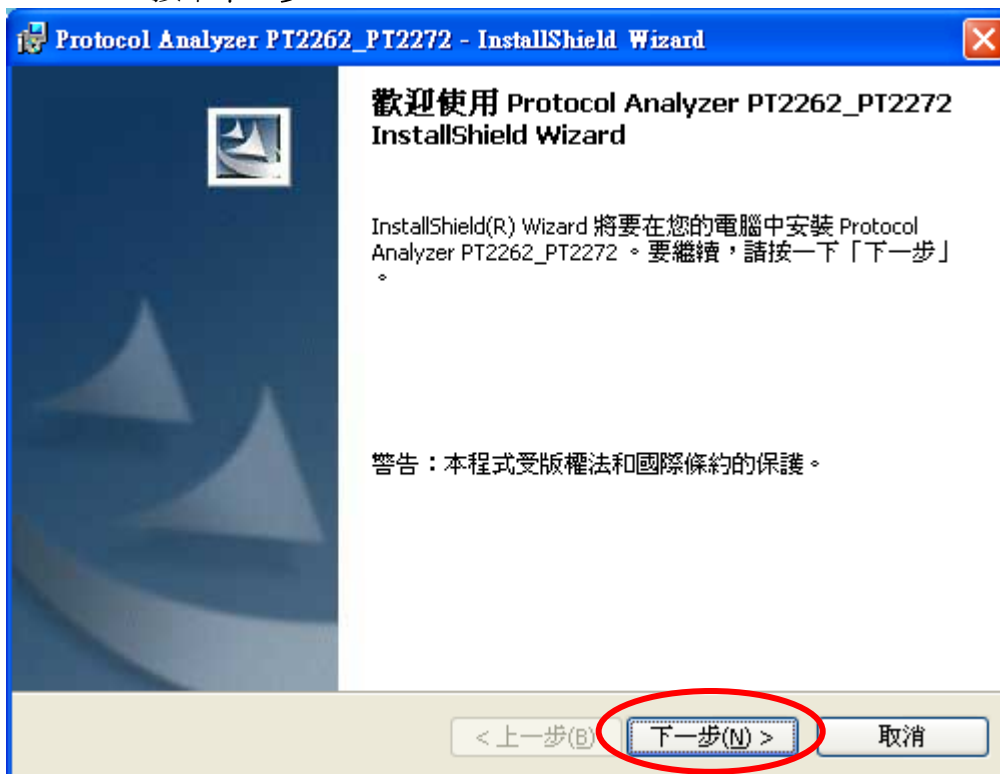 Protocol Analyzer PT2262_PT2272 - InstallShield Wizard
歡迎使用 Protocol Analyzer PT2262_PT2272
InstallShield Wizard
InstallShield(R) Wizard 將要在您的電腦中安裝 Protocol
Analyzer PT2262_PT2272 。要繼續，請按一下「下一步」
。
警告：本程式受版權法和國際條約的保護。
< 上一步(B) 下一步(N) > 取消